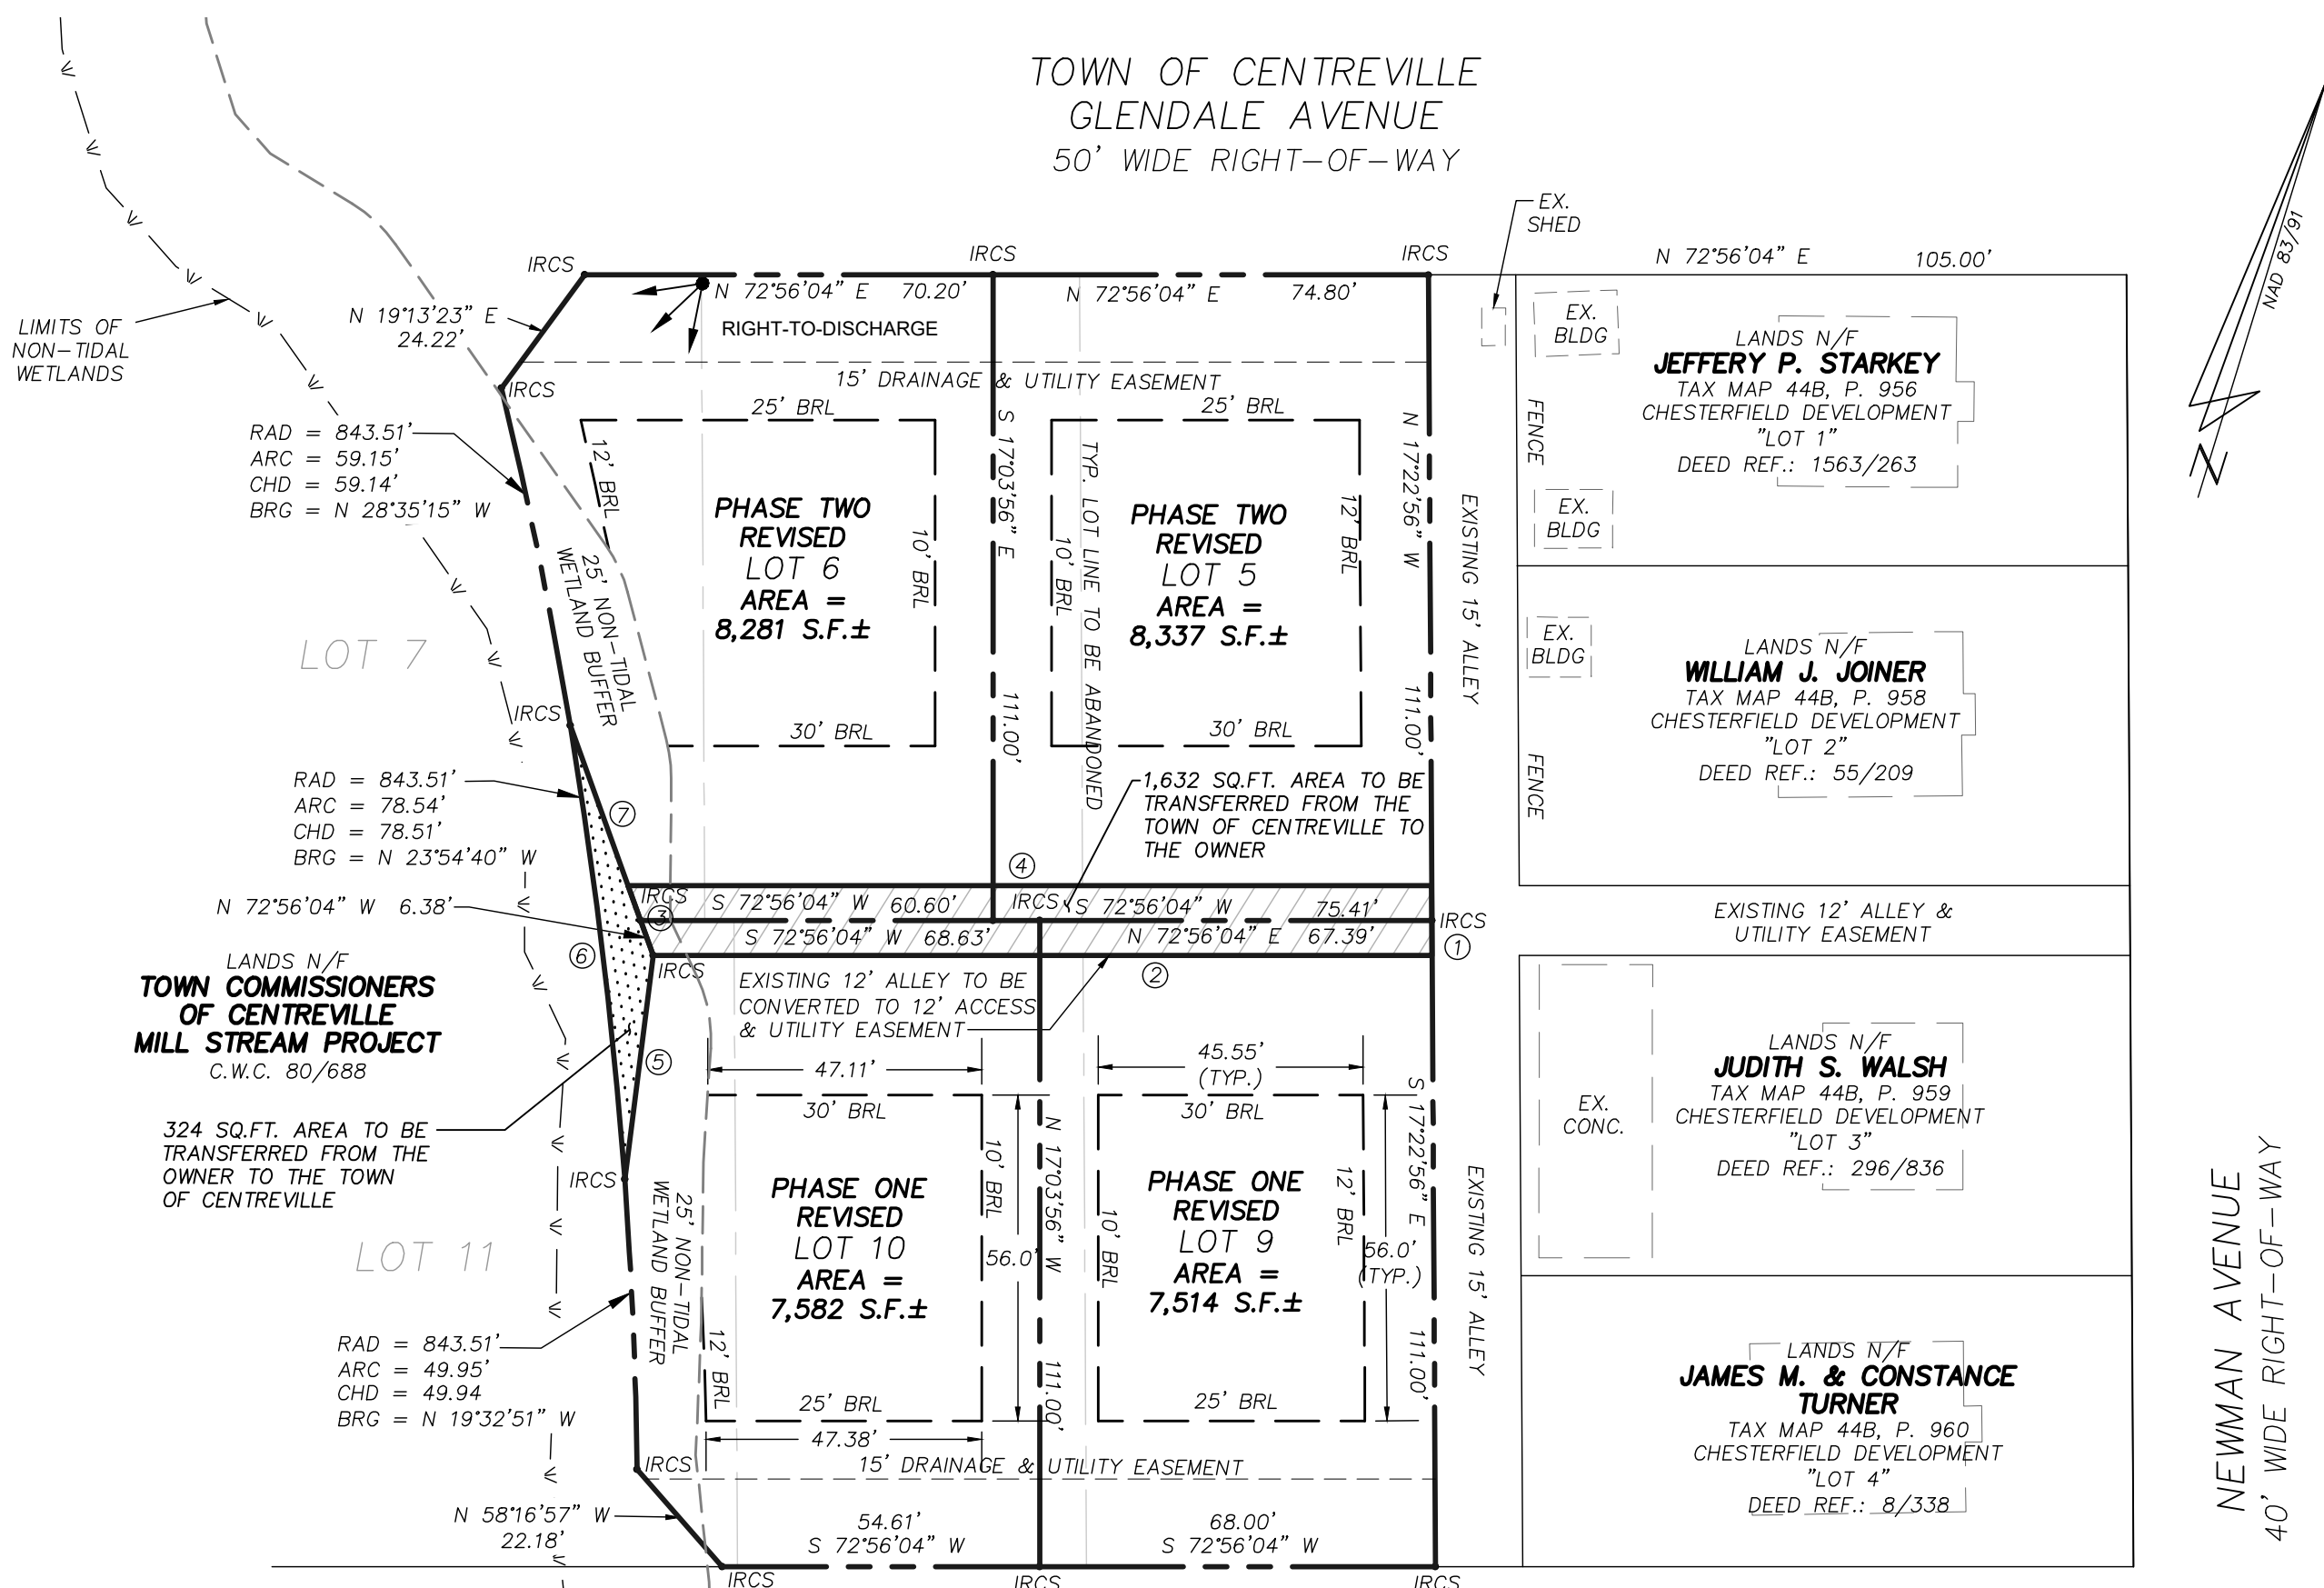 TOWN OF CENTREVILLE
GLENDALE AVENUE
50' WIDE RIGHT-OF-WAY
NAD 83/91
N
EX.
SHED
N 72°56'04" E 105.00'
IRCS
IRCS
IRCS
N 72°56'04" E 70.20'
N 72°56'04" E 74.80'
RIGHT-TO-DISCHARGE
N 19°13'23" E
24.22'
LIMITS OF
NON-TIDAL
WETLANDS
IRCS
15' DRAINAGE & UTILITY EASEMENT
RAD = 843.51'
ARC = 59.15'
CHD = 59.14'
BRG = N 28°35'15" W
25' BRL
12' BRL
PHASE TWO
REVISED
LOT 6
AREA =
8,281 S.F.±
10' BRL
30' BRL
S 17°03'56" E
111.00'
25' BRL
10' BRL
TYP. LOT LINE TO BE ABANDONED
PHASE TWO
REVISED
LOT 5
AREA =
8,337 S.F.±
12' BRL
30' BRL
N 17°22'56" W
111.00'
EXISTING 15' ALLEY
FENCE
FENCE
EX.
BLDG
EX.
BLDG
EX.
BLDG
LANDS N/F
JEFFERY P. STARKEY
TAX MAP 44B, P. 956
CHESTERFIELD DEVELOPMENT
"LOT 1"
DEED REF.: 1563/263
LANDS N/F
WILLIAM J. JOINER
TAX MAP 44B, P. 958
CHESTERFIELD DEVELOPMENT
"LOT 2"
DEED REF.: 55/209
LOT 7
25' NON-TIDAL
WETLAND BUFFER
IRCS
RAD = 843.51'
ARC = 78.54'
CHD = 78.51'
BRG = N 23°54'40" W
7
1,632 SQ.FT. AREA TO BE
TRANSFERRED FROM THE
TOWN OF CENTREVILLE TO
THE OWNER
4
N 72°56'04" W 6.38'
IRCS
3
S 72°56'04" W 60.60'
IRCS
S 72°56'04" W 75.41'
IRCS
S 72°56'04" W 68.63'
N 72°56'04" E 67.39'
1
EXISTING 12' ALLEY &
UTILITY EASEMENT
6
IRCS
2
LANDS N/F
TOWN COMMISSIONERS
OF CENTREVILLE
MILL STREAM PROJECT
C.W.C. 80/688
EXISTING 12' ALLEY TO BE
CONVERTED TO 12' ACCESS
& UTILITY EASEMENT
5
324 SQ.FT. AREA TO BE
TRANSFERRED FROM THE
OWNER TO THE TOWN
OF CENTREVILLE
IRCS
LOT 11
25' NON-TIDAL
WETLAND BUFFER
RAD = 843.51'
ARC = 49.95'
CHD = 49.94
BRG = N 19°32'51" W
47.11'
30' BRL
10' BRL
PHASE ONE
REVISED
LOT 10
AREA =
7,582 S.F.±
12' BRL
25' BRL
47.38'
56.0'
N 17°03'56" W
111.00'
45.55'
(TYP.)
30' BRL
10' BRL
PHASE ONE
REVISED
LOT 9
AREA =
7,514 S.F.±
12' BRL
25' BRL
56.0'
(TYP.)
S 17°22'56" E
111.00'
EXISTING 15' ALLEY
EX.
CONC.
LANDS N/F
JUDITH S. WALSH
TAX MAP 44B, P. 959
CHESTERFIELD DEVELOPMENT
"LOT 3"
DEED REF.: 296/836
LANDS N/F
JAMES M. & CONSTANCE
TURNER
TAX MAP 44B, P. 960
CHESTERFIELD DEVELOPMENT
"LOT 4"
DEED REF.: 8/338
NEWMAN AVENUE
40' WIDE RIGHT-OF-WAY
IRCS
15' DRAINAGE & UTILITY EASEMENT
N 58°16'57" W
22.18'
54.61'
S 72°56'04" W
68.00'
S 72°56'04" W
IRCS
IRCS
IRCS